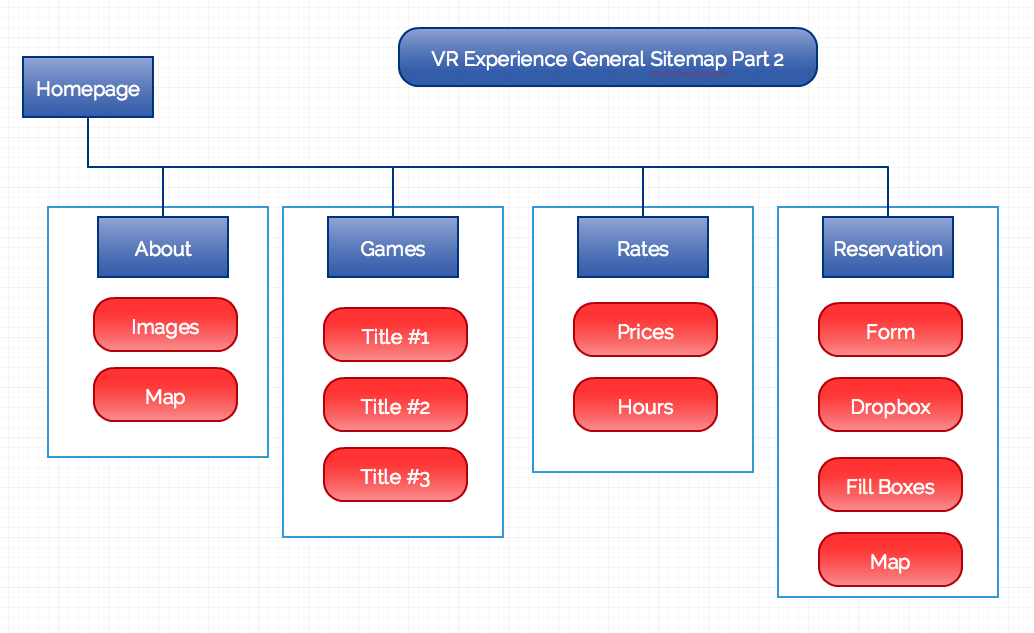 VR Experience General Sitemap Part 2
Homepage
About
Images
Map
Games
Title #1
Title #2
Title #3
Rates
Prices
Hours
Reservation
Form
Dropbox
Fill Boxes
Map